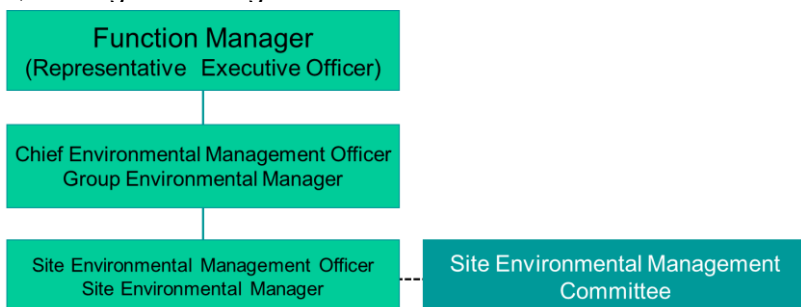 Function Manager
(Representative Executive Officer)
Chief Environmental Management Officer
Group Environmental Manager
Site Environmental Management Officer
Site Environmental Manager
Site Environmental Management
Committee